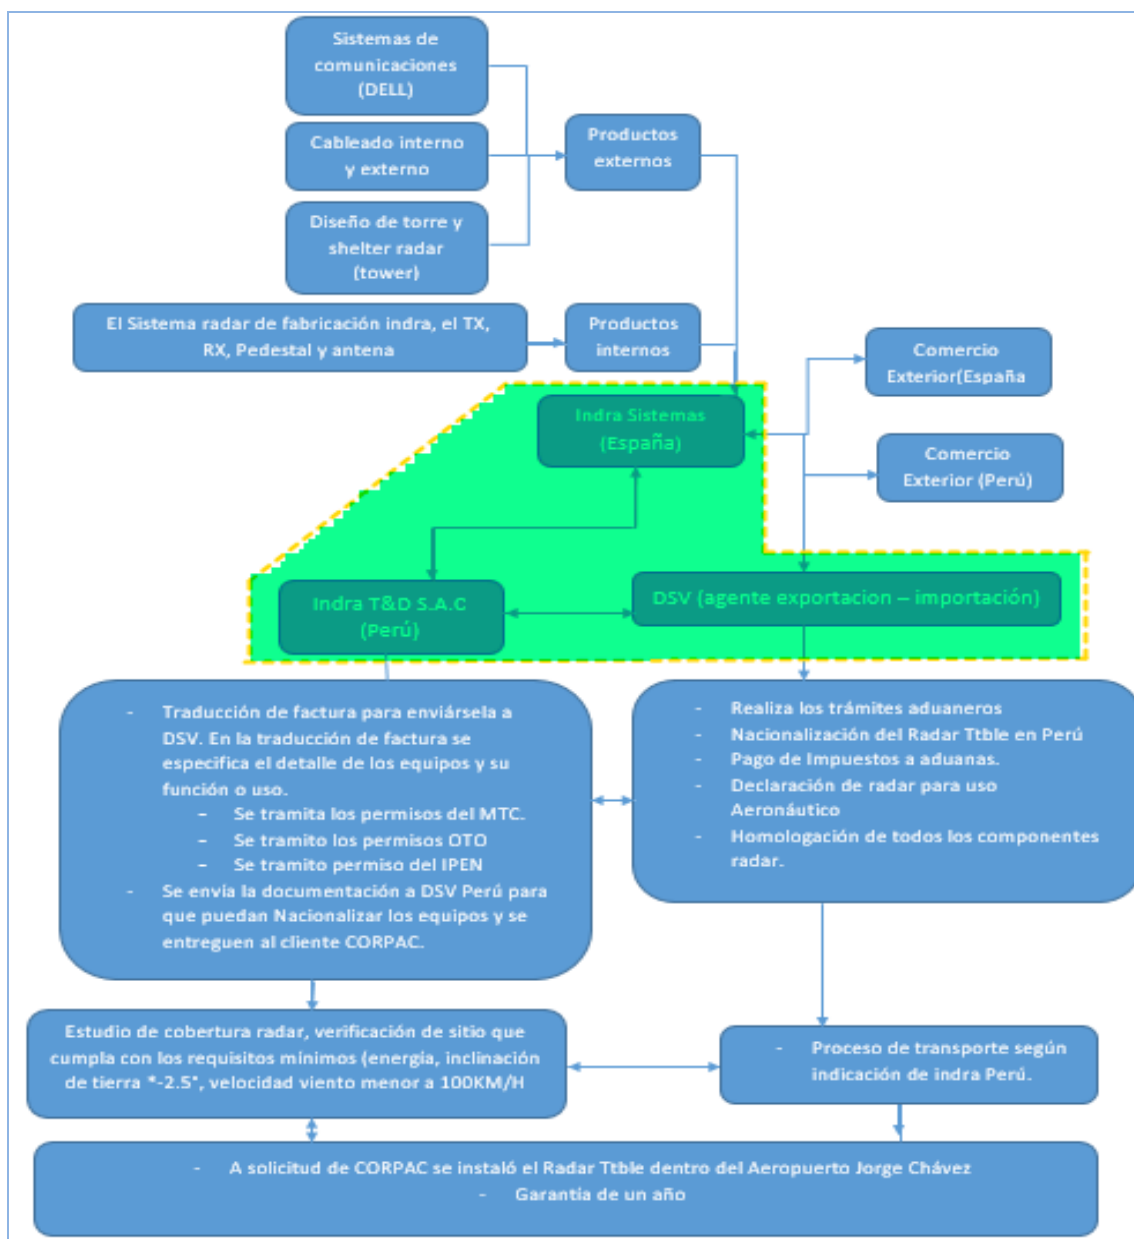 Sistemas de
comunicaciones
(DELL)
Cableado interno
y externo
Diseño de torre y
shelter radar
(tower)
Productos
externos
El Sistema radar de fabricación indra, el TX,
RX, Pedestal y antena
Productos
internos
Comercio
Exterior(España
Indra Sistemas
(España)
Comercio
Exterior (Perú)
Indra T&D S.A.C
(Perú)
DSV (agente exportacion – importación)
- Traducción de factura para enviársela a
DSV. En la traducción de factura se
especifica el detalle de los equipos y su
función o uso.
– Se tramita los permisos del MTC.
– Se tramito los permisos OTO
– Se tramito permiso del IPEN
- Se envía la documentación a DSV Perú para
que puedan Nacionalizar los equipos y se
entreguen al cliente CORPAC.
- Realiza los trámites aduaneros
- Nacionalización del Radar Ttble en Perú
- Pago de Impuestos a aduanas.
- Declaración de radar para uso
Aeronáutico
- Homologación de todos los componentes
radar.
Estudio de cobertura radar, verificación de sitio que
cumpla con los requisitos mínimos (energía, inclinación
de tierra *-2.5°, velocidad viento menor a 100KM/H
- Proceso de transporte según
indicación de indra Perú.
- A solicitud de CORPAC se instaló el Radar Ttble dentro del Aeropuerto Jorge Chávez
- Garantía de un año